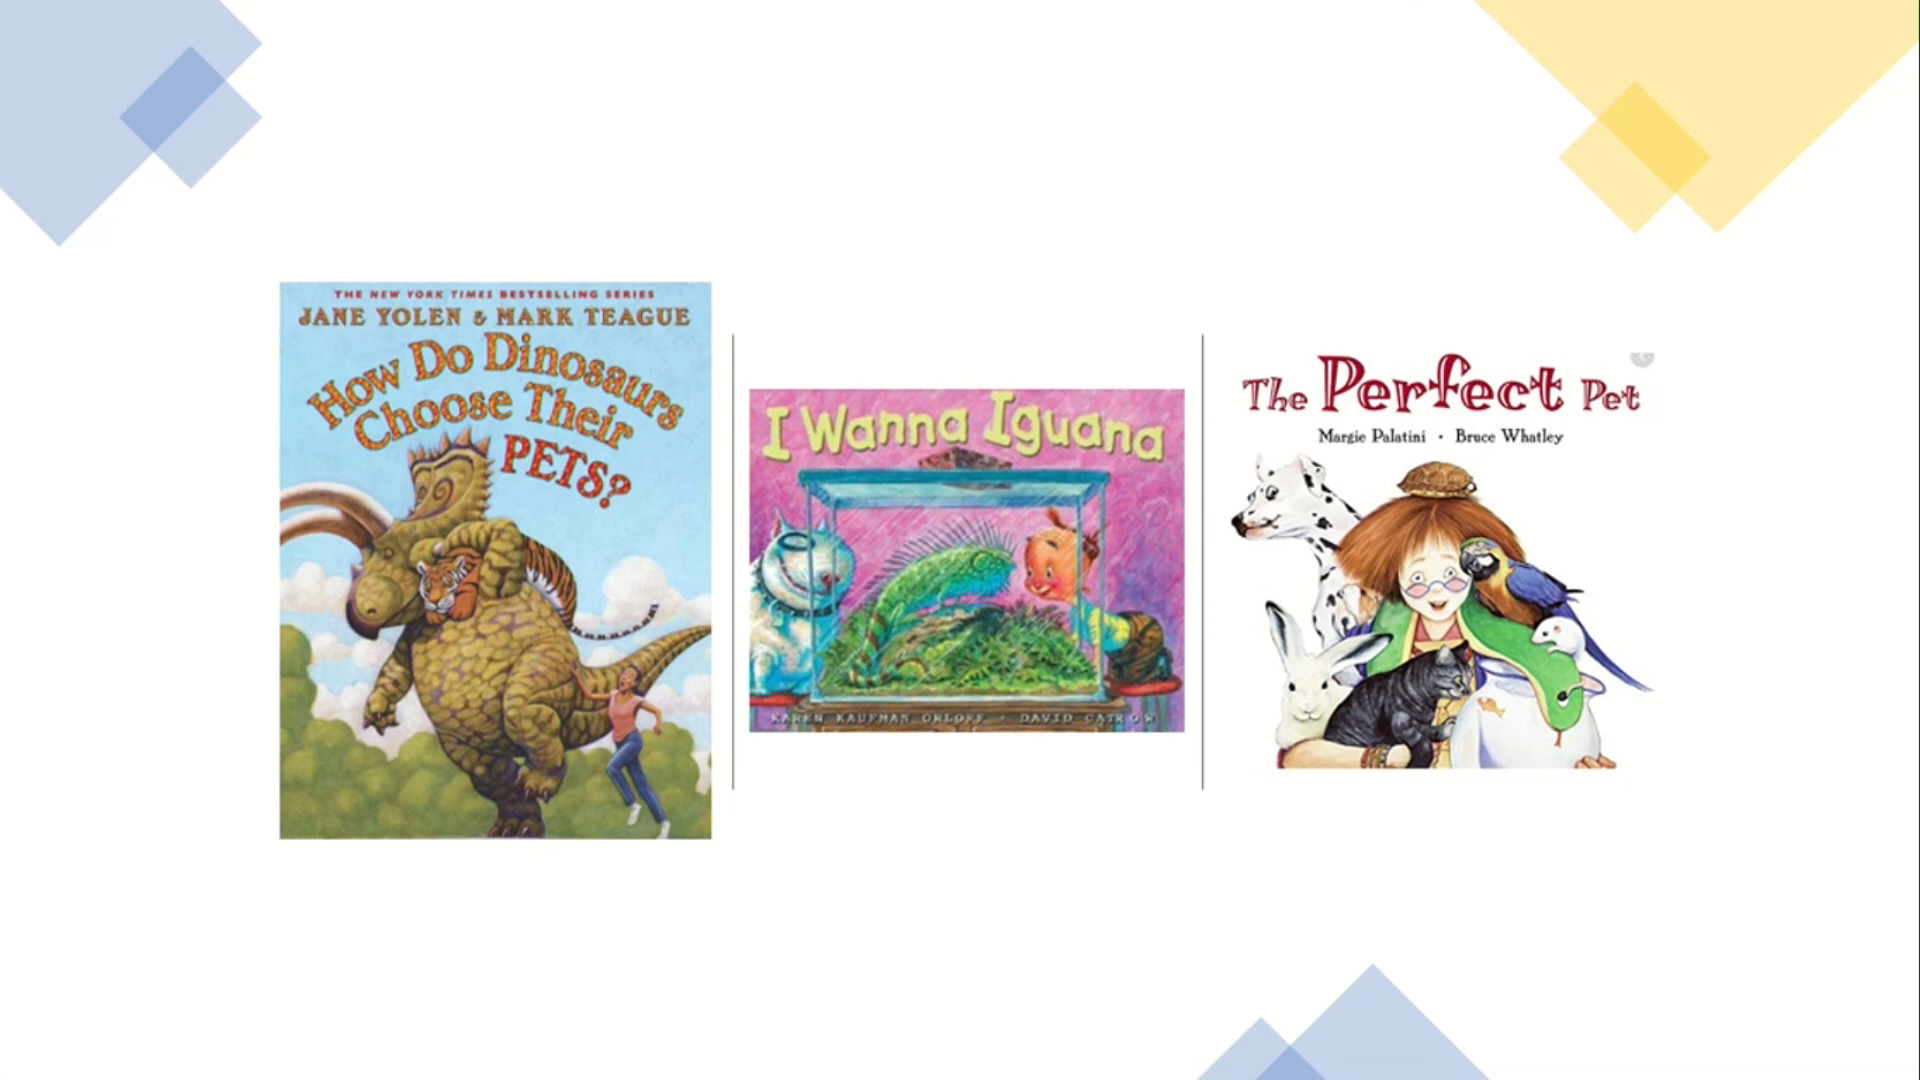 THE NEW YORK TIMES BESTSELLING SERIES
JANE YOLEN & MARK TEAGUE
How Do Dinosaurs
Choose Their
PETS?
I Wanna Iguana
KAREN KAUFMAN ORLOFF · DAVID CATROW
The Perfect Pet
Margie Palatini · Bruce Whatley